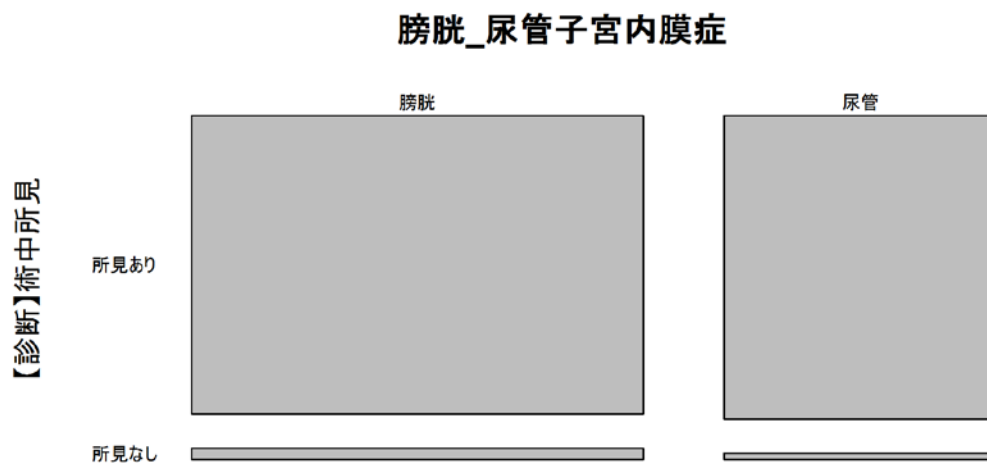 膀胱_尿管子宮内膜症
膀胱
尿管
【診断】術中所見
所見あり
所見なし